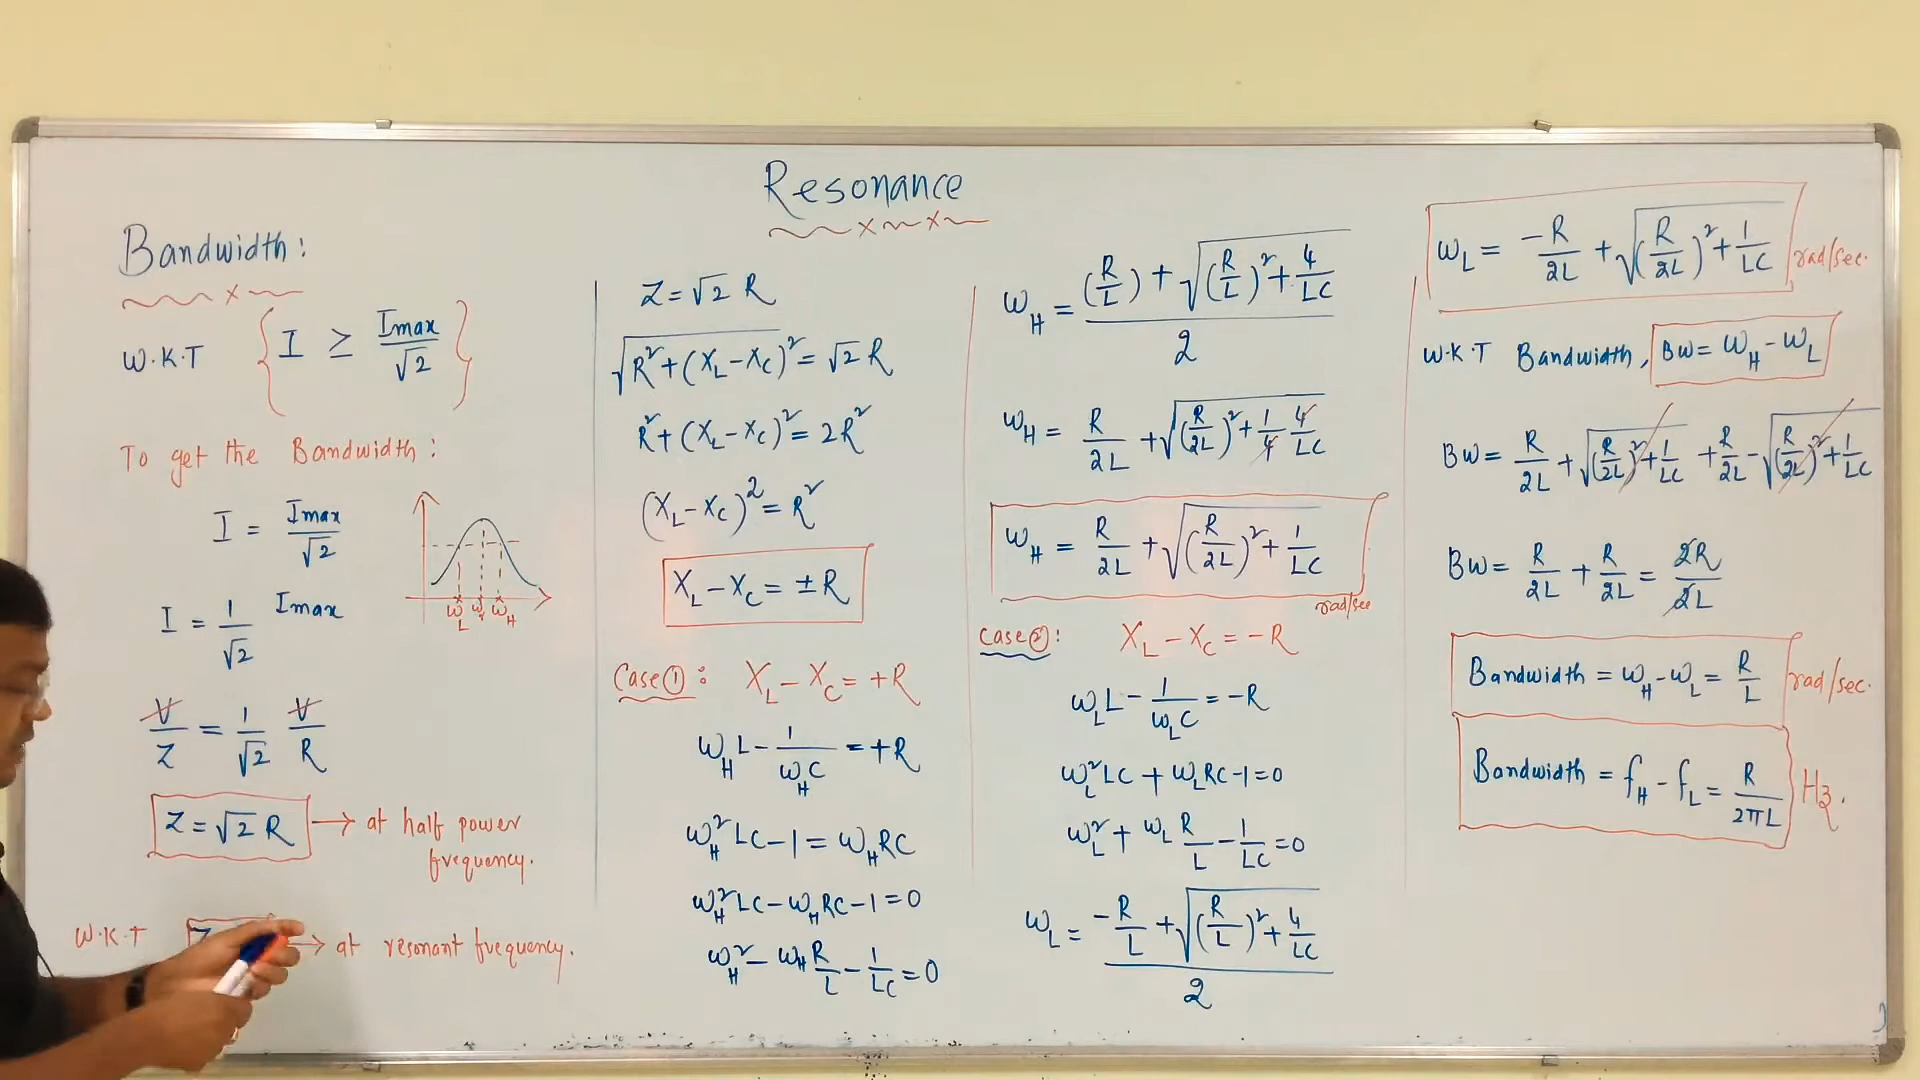 Resonance
Bandwidth:
W.K.T { I ≥ Imax/√2 }
To get the Bandwidth:
I = Imax/√2
I = 1/√2 Imax
ω_L ω_r ω_H
V/Z = 1/√2 V/R
Z = √2 R → at half power
frequency.
W.K.T Z → at resonant frequency.
Z = √2 R
√(R² + (X_L - X_C)²) = √2 R
R² + (X_L - X_C)² = 2R²
(X_L - X_C)² = R²
X_L - X_C = ± R
Case ①: X_L - X_C = +R
ω_H L - 1/(ω_H C) = +R
ω_H² LC - 1 = ω_H RC
ω_H² LC - ω_H RC - 1 = 0
ω_H² - ω_H R/L - 1/LC = 0
ω_H = ((R/L) + √((R/L)² + 4/LC))/2
ω_H = R/2L + √((R/2L)² + 1/4 4/LC)
ω_H = R/2L + √((R/2L)² + 1/LC)
rad/sec
Case ②: X_L - X_C = -R
ω_L L - 1/(ω_L C) = -R
ω_L² LC + ω_L RC - 1 = 0
ω_L² + ω_L R/L - 1/LC = 0
ω_L = (-R/L + √((R/L)² + 4/LC))/2
ω_L = -R/2L + √((R/2L)² + 1/LC) rad/sec.
W.K.T Bandwidth, BW = ω_H - ω_L
BW = R/2L + √((R/2L)² + 1/LC) + R/2L - √((R/2L)² + 1/LC)
BW = R/2L + R/2L = 2R/2L
Bandwidth = ω_H - ω_L = R/L rad/sec.
Bandwidth = f_H - f_L = R/2πL Hz.